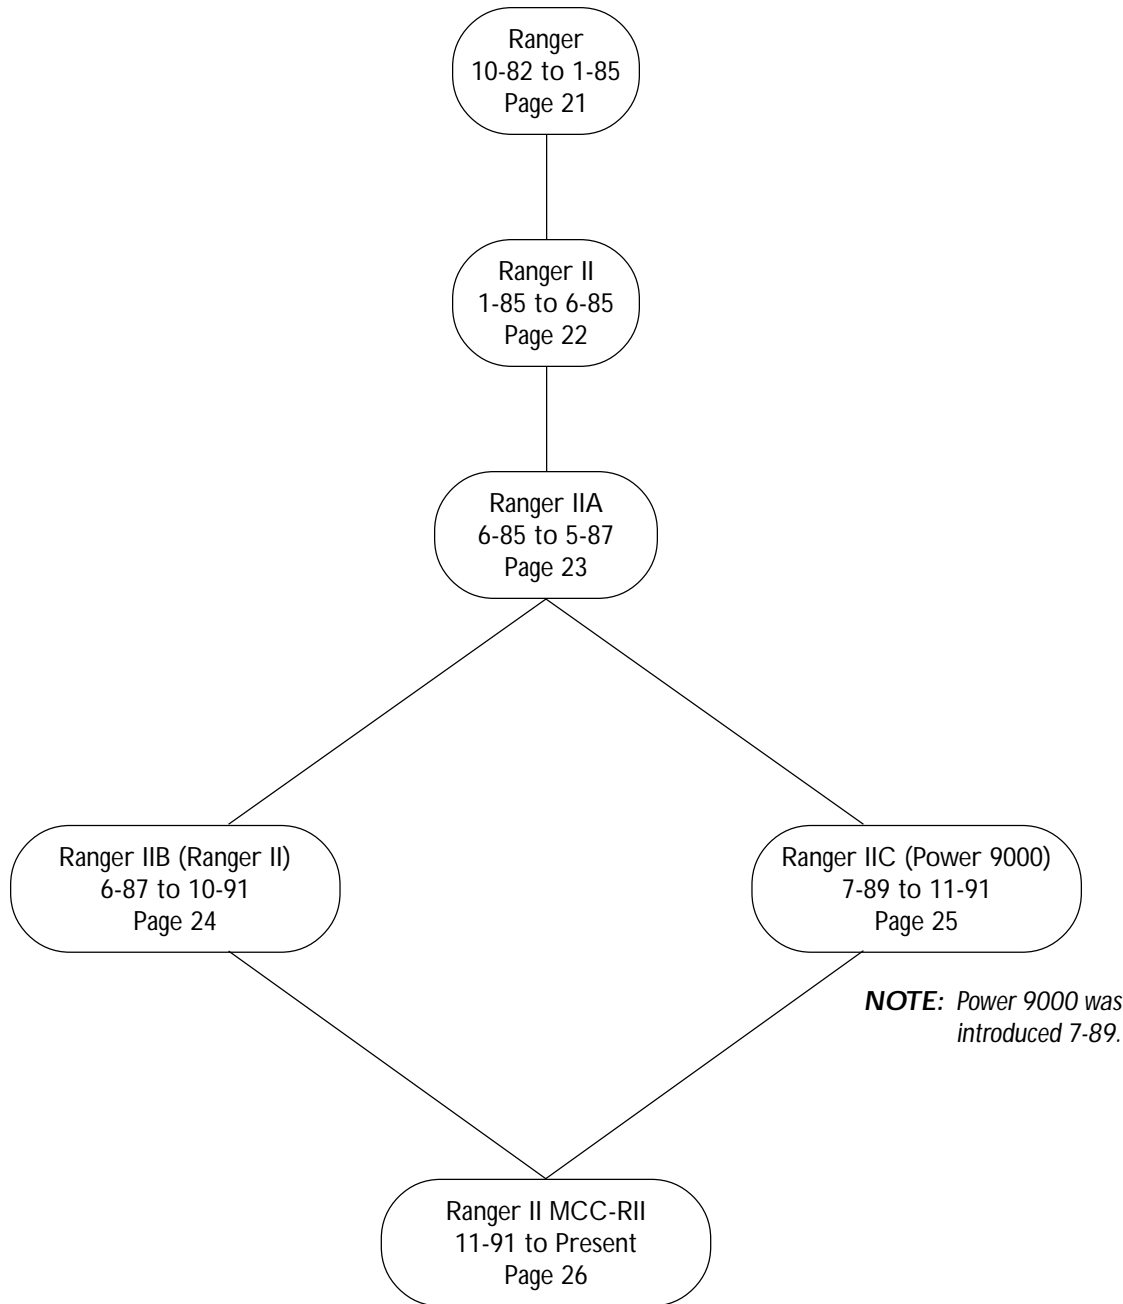 Ranger
10-82 to 1-85
Page 21
Ranger II
1-85 to 6-85
Page 22
Ranger IIA
6-85 to 5-87
Page 23
Ranger IIB (Ranger II)
6-87 to 10-91
Page 24
Ranger IIC (Power 9000)
7-89 to 11-91
Page 25
NOTE: Power 9000 was
introduced 7-89.
Ranger II MCC-RII
11-91 to Present
Page 26